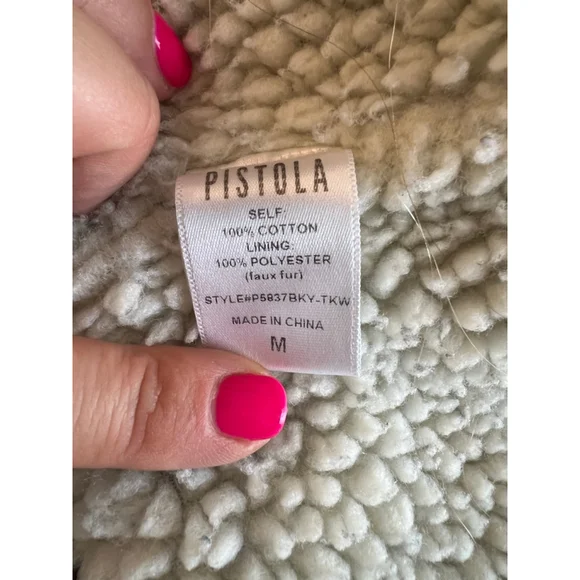 PISTOLA
SELF:
100% COTTON
LINING:
100% POLYESTER
(faux fur)
STYLE#P5837BKY-TKW
MADE IN CHINA
M